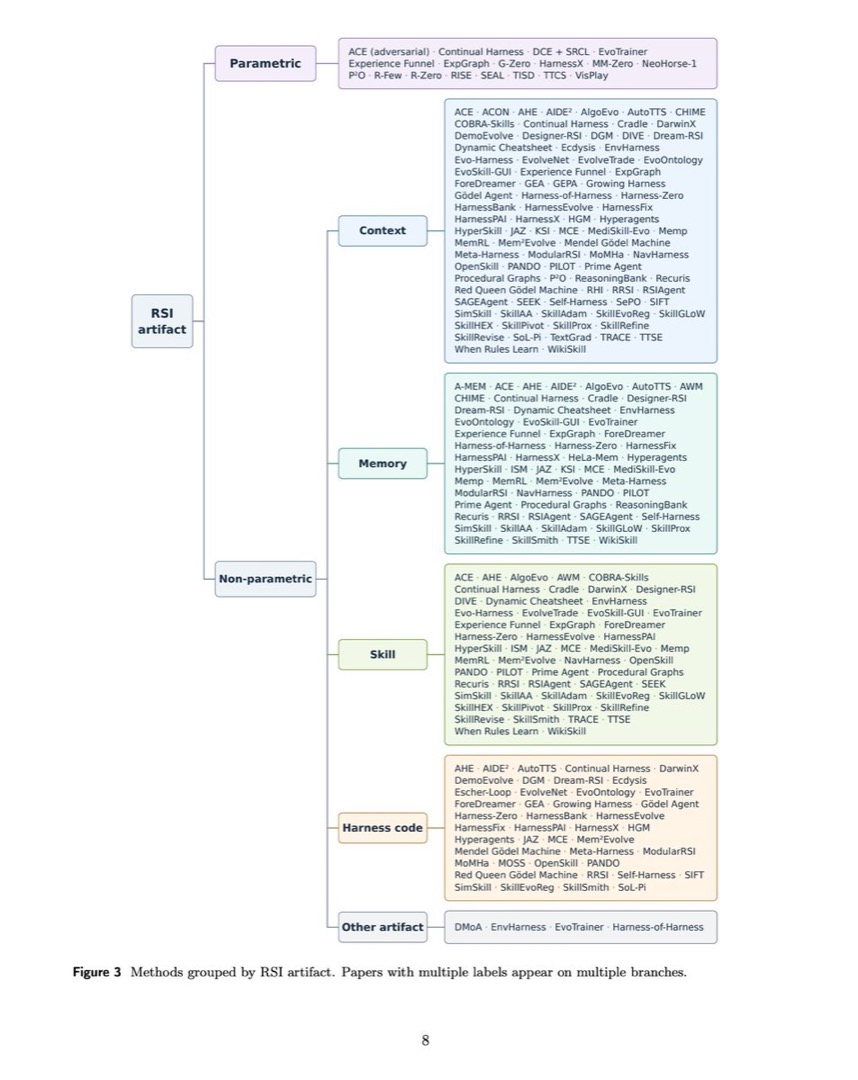 Parametric
ACE (adversarial) · Continual Harness · DCE + SRCL · EvoTrainer
Experience Funnel · ExpGraph · G-Zero · HarnessX · MM-Zero · NeoHorse-1
P²O · R-Few · R-Zero · RISE · SEAL · TISD · TTCS · VisPlay
RSI
artifact
Context
ACE · ACON · AHE · AIDE² · AlgoEvo · AutoTTS · CHIME
COBRA-Skills · Continual Harness · Cradle · DarwinX
DemoEvolve · Designer-RSI · DGM · DIVE · Dream-RSI
Dynamic Cheatsheet · Ecdysis · EnvHarness
Evo-Harness · EvolveNet · EvolveTrade · EvoOntology
EvoSkill-GUI · Experience Funnel · ExpGraph
ForeDreamer · GEA · GEPA · Growing Harness
Gödel Agent · Harness-of-Harness · Harness-Zero
HarnessBank · HarnessEvolve · HarnessFix
HarnessPAI · HarnessX · HGM · Hyperagents
HyperSkill · JAZ · KSI · MCE · MediSkill-Evo · Memp
MemRL · Mem²Evolve · Mendel Gödel Machine
Meta-Harness · ModularRSI · MoMHa · NavHarness
OpenSkill · PANDO · PILOT · Prime Agent
Procedural Graphs · P²O · ReasoningBank · Recuris
Red Queen Gödel Machine · RHI · RRSI · RSIAgent
SAGEAgent · SEEK · Self-Harness · SePO · SIFT
SimSkill · SkillAA · SkillAdam · SkillEvoReg · SkillGLoW
SkillHEX · SkillPivot · SkillProx · SkillRefine
SkillRevise · SoL-Pi · TextGrad · TRACE · TTSE
When Rules Learn · WikiSkill
Memory
A-MEM · ACE · AHE · AIDE² · AlgoEvo · AutoTTS · AWM
CHIME · Continual Harness · Cradle · Designer-RSI
Dream-RSI · Dynamic Cheatsheet · EnvHarness
EvoOntology · EvoSkill-GUI · EvoTrainer
Experience Funnel · ExpGraph · ForeDreamer
Harness-of-Harness · Harness-Zero · HarnessFix
HarnessPAI · HarnessX · HeLa-Mem · Hyperagents
HyperSkill · ISM · JAZ · KSI · MCE · MediSkill-Evo
Memp · MemRL · Mem²Evolve · Meta-Harness
ModularRSI · NavHarness · PANDO · PILOT
Prime Agent · Procedural Graphs · ReasoningBank
Recuris · RRSI · RSIAgent · SAGEAgent · Self-Harness
SimSkill · SkillAA · SkillAdam · SkillGLoW · SkillProx
SkillRefine · SkillSmith · TTSE · WikiSkill
Non-parametric
Skill
ACE · AHE · AlgoEvo · AWM · COBRA-Skills
Continual Harness · Cradle · DarwinX · Designer-RSI
DIVE · Dynamic Cheatsheet · EnvHarness
Evo-Harness · EvolveTrade · EvoSkill-GUI · EvoTrainer
Experience Funnel · ExpGraph · ForeDreamer
Harness-Zero · HarnessEvolve · HarnessPAI
HyperSkill · ISM · JAZ · MCE · MediSkill-Evo · Memp
MemRL · Mem²Evolve · NavHarness · OpenSkill
PANDO · PILOT · Prime Agent · Procedural Graphs
Recuris · RRSI · RSIAgent · SAGEAgent · SEEK
SimSkill · SkillAA · SkillAdam · SkillEvoReg · SkillGLoW
SkillHEX · SkillPivot · SkillProx · SkillRefine
SkillRevise · SkillSmith · TRACE · TTSE
When Rules Learn · WikiSkill
Harness code
AHE · AIDE² · AutoTTS · Continual Harness · DarwinX
DemoEvolve · DGM · Dream-RSI · Ecdysis
Escher-Loop · EvolveNet · EvoOntology · EvoTrainer
ForeDreamer · GEA · Growing Harness · Gödel Agent
Harness-Zero · HarnessBank · HarnessEvolve
HarnessFix · HarnessPAI · HarnessX · HGM
Hyperagents · JAZ · MCE · Mem²Evolve
Mendel Gödel Machine · Meta-Harness · ModularRSI
MoMHa · MOSS · OpenSkill · PANDO
Red Queen Gödel Machine · RRSI · Self-Harness · SIFT
SimSkill · SkillEvoReg · SkillSmith · SoL-Pi
Other artifact
DMoA · EnvHarness · EvoTrainer · Harness-of-Harness
Figure 3 Methods grouped by RSI artifact. Papers with multiple labels appear on multiple branches.
8